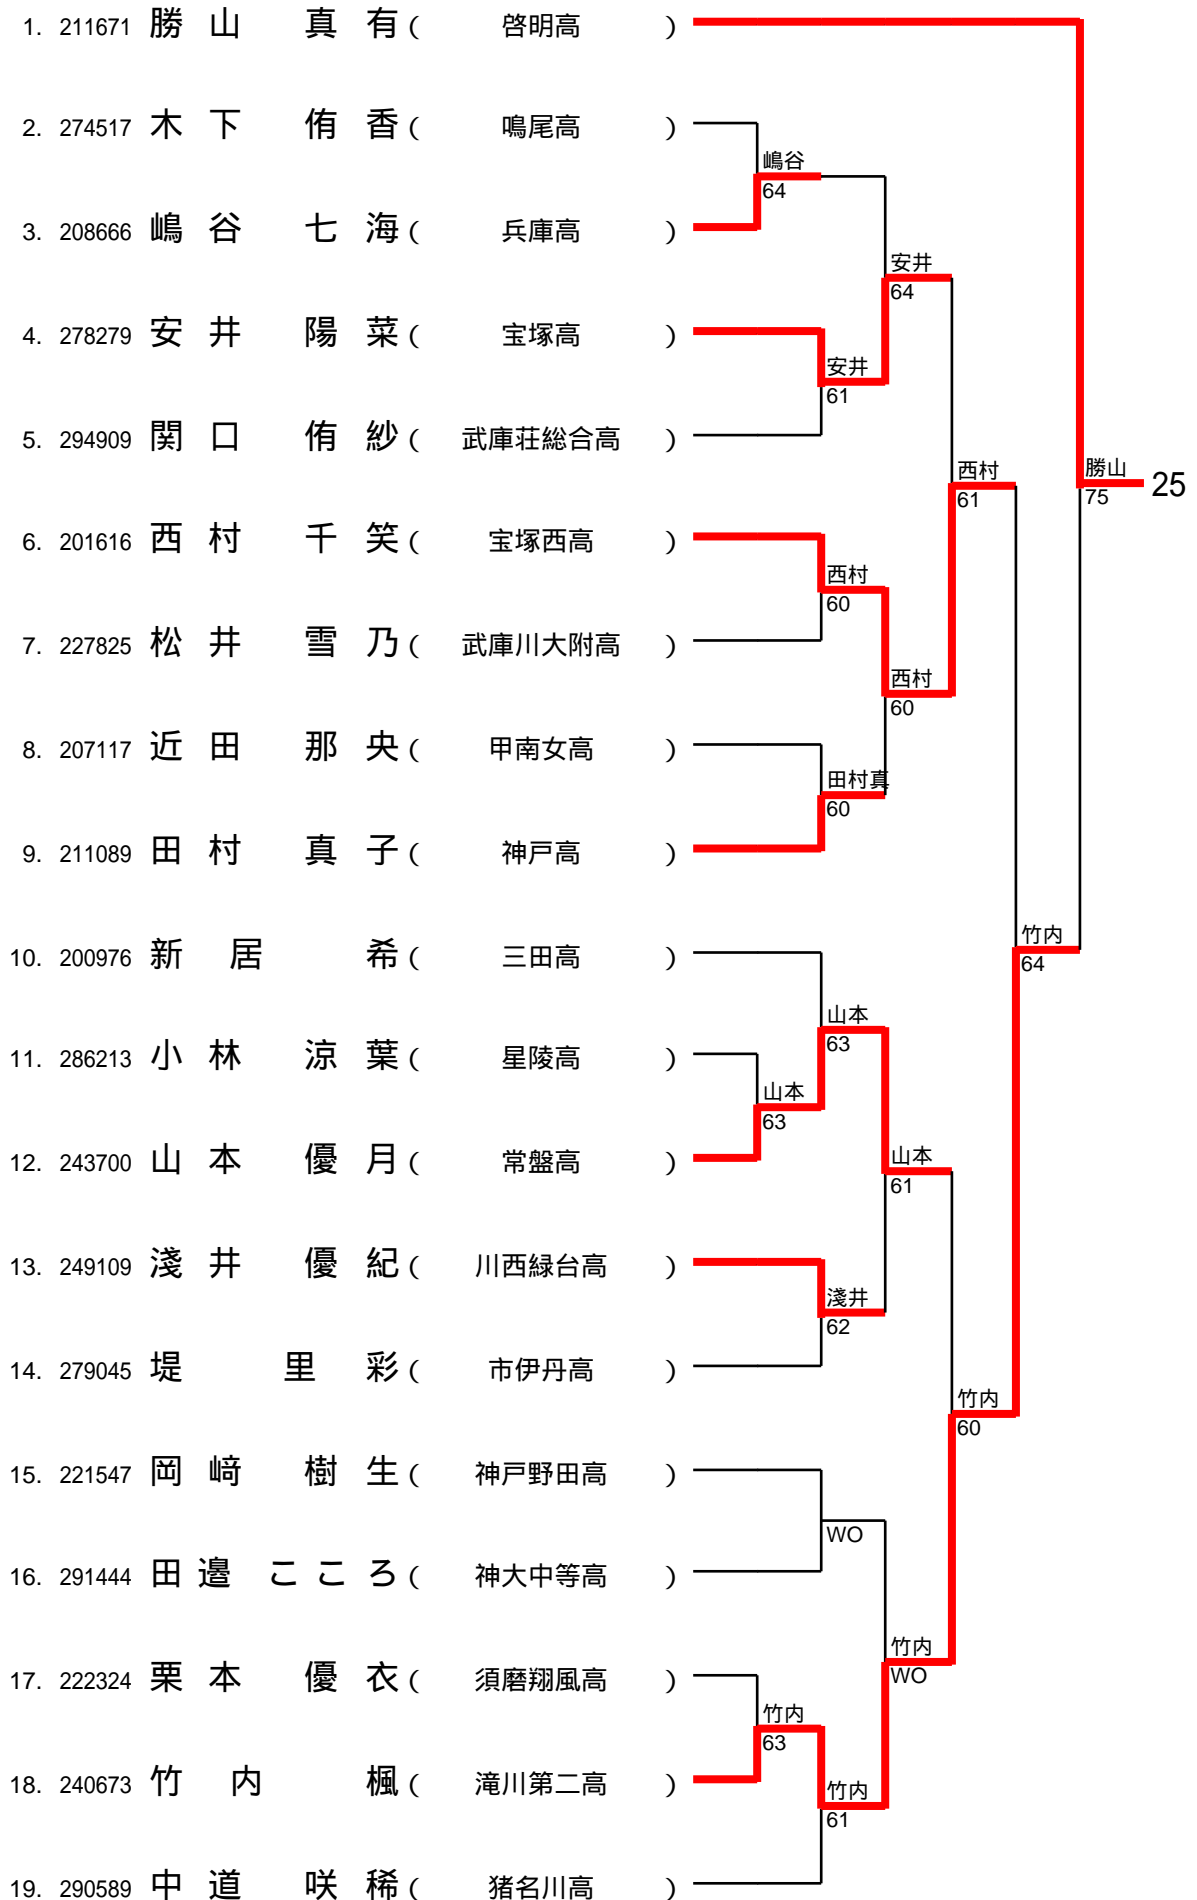 1. 211671 勝山 真有 ( 啓明高 )
2. 274517 木下 侑香 ( 鳴尾高 )
嶋谷
64
3. 208666 嶋谷 七海 ( 兵庫高 )
安井
64
4. 278279 安井 陽菜 ( 宝塚高 )
安井
61
5. 294909 関口 侑紗 ( 武庫荘総合高 )
西村
61
勝山
75
25
6. 201616 西村 千笑 ( 宝塚西高 )
西村
60
7. 227825 松井 雪乃 ( 武庫川大附高 )
西村
60
8. 207117 近田 那央 ( 甲南女高 )
田村真
60
9. 211089 田村 真子 ( 神戸高 )
竹内
64
10. 200976 新居 希 ( 三田高 )
山本
63
11. 286213 小林 涼葉 ( 星陵高 )
山本
63
12. 243700 山本 優月 ( 常盤高 )
山本
61
13. 249109 淺井 優紀 ( 川西緑台高 )
淺井
62
14. 279045 堤 里彩 ( 市伊丹高 )
竹内
60
15. 221547 岡﨑 樹生 ( 神戸野田高 )
WO
16. 291444 田邉 こころ ( 神大中等高 )
竹内
WO
17. 222324 栗本 優衣 ( 須磨翔風高 )
竹内
63
18. 240673 竹内 楓 ( 滝川第二高 )
竹内
61
19. 290589 中道 咲稀 ( 猪名川高 )